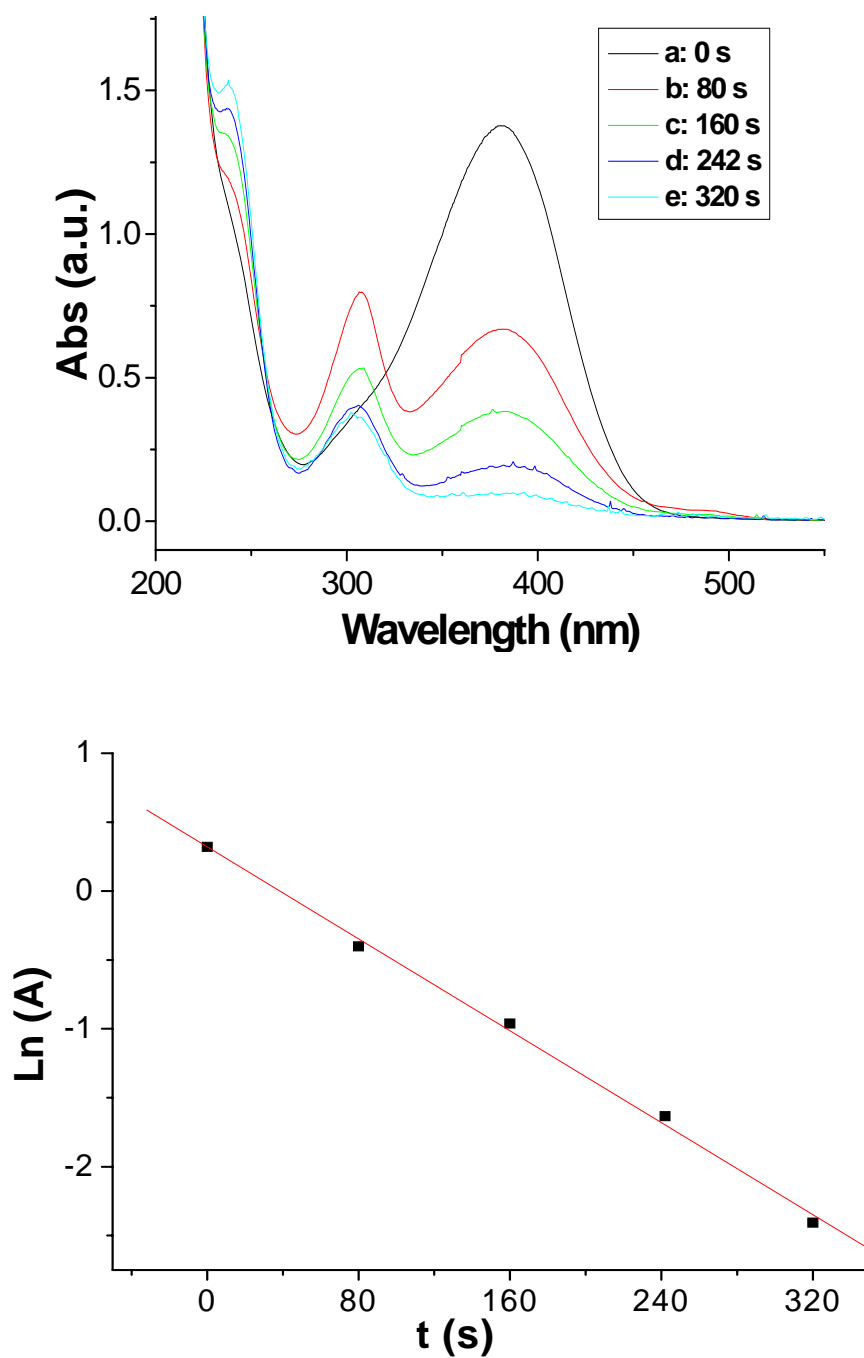 a: 0 s
b: 80 s
c: 160 s
d: 242 s
e: 320 s
1.5
1.0
0.5
0.0
Abs (a.u.)
200 300 400 500
Wavelength (nm)
1
0
-1
-2
Ln (A)
0 80 160 240 320
t (s)